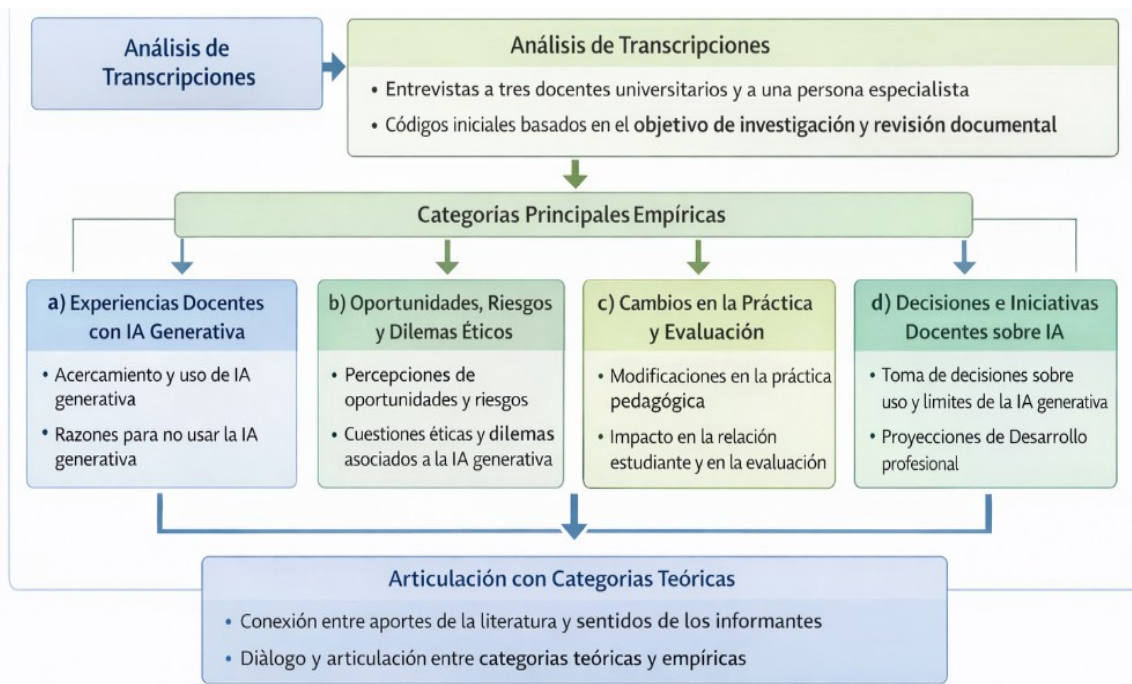 Análisis de
Transcripciones
Análisis de Transcripciones
• Entrevistas a tres docentes universitarios y a una persona especialista
• Códigos iniciales basados en el objetivo de investigación y revisión documental
Categorías Principales Empíricas
a) Experiencias Docentes
con IA Generativa
• Acercamiento y uso de IA
generativa
• Razones para no usar la IA
generativa
b) Oportunidades, Riesgos
y Dilemas Éticos
• Percepciones de
oportunidades y riesgos
• Cuestiones éticas y dilemas
asociados a la IA generativa
c) Cambios en la Práctica
y Evaluación
• Modificaciones en la práctica
pedagógica
• Impacto en la relación
estudiante y en la evaluación
d) Decisiones e Iniciativas
Docentes sobre IA
• Toma de decisiones sobre
uso y limites de la IA generativa
• Proyecciones de Desarrollo
profesional
Articulación con Categorias Teóricas
• Conexión entre aportes de la literatura y sentidos de los informantes
• Diàlogo y articulación entre categorias teóricas y empíricas